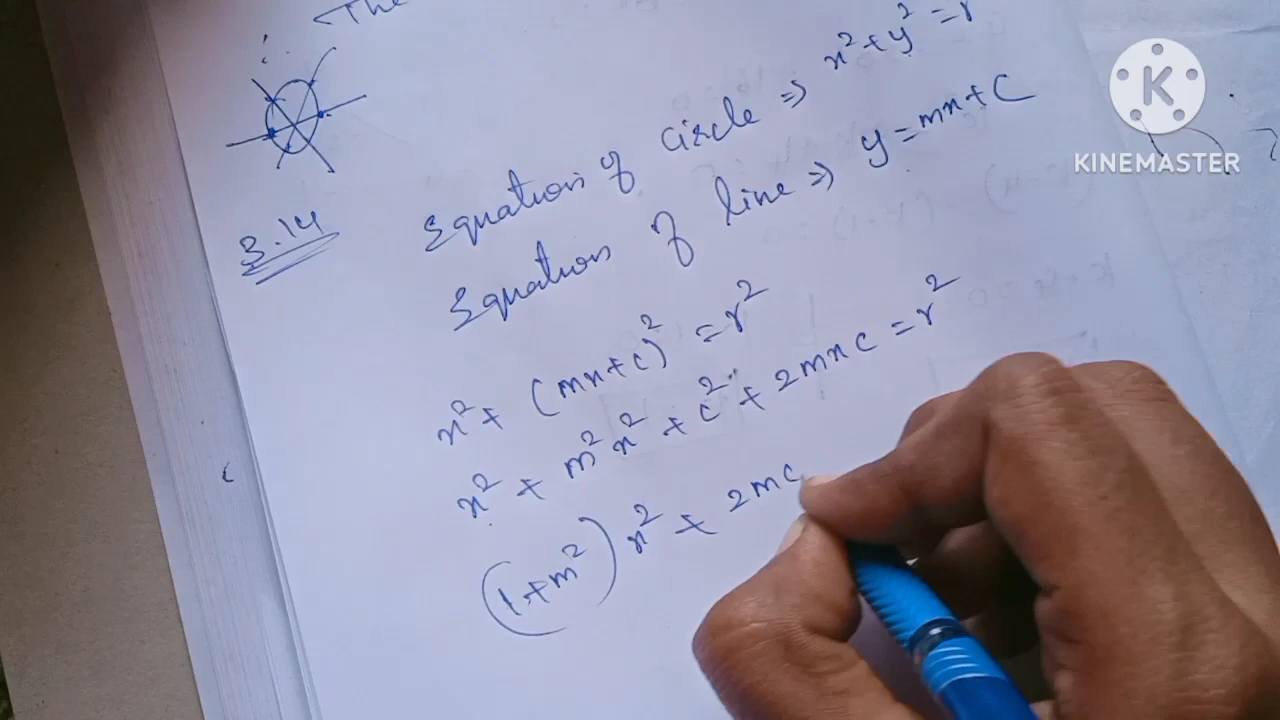 ∴ The
3.14
Equation of circle ⇒ x² + y² = r
Equation of line ⇒ y = mx + c
x² + (mx + c)² = r²
x² + m²x² + c² + 2mxc = r²
(1 + m²) x² + 2mc
K
KINEMASTER